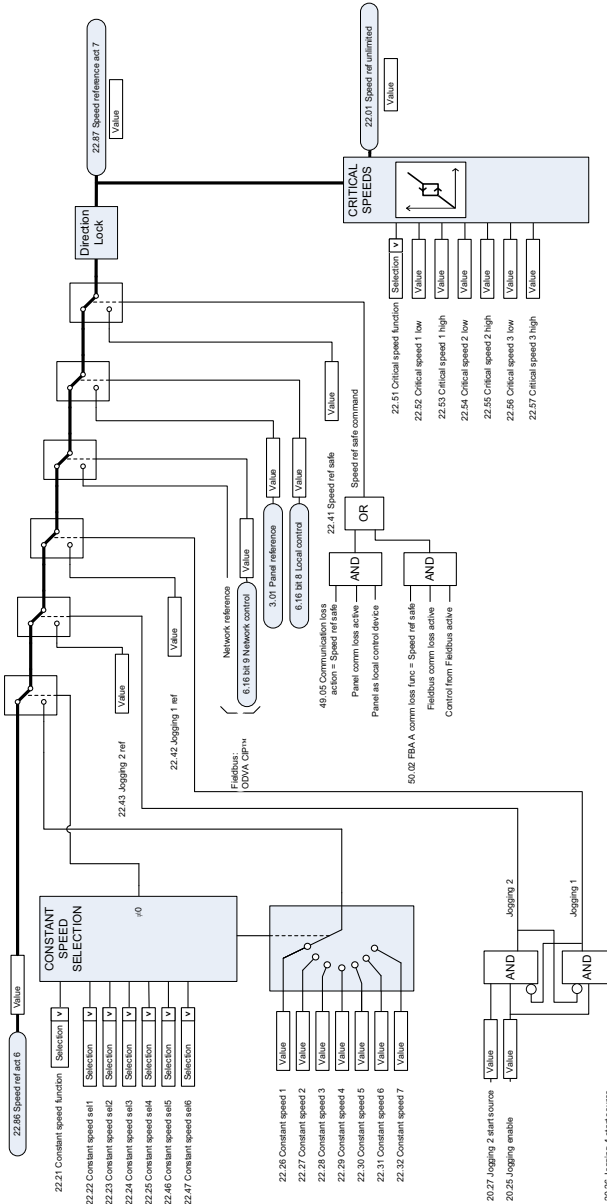 22.86 Speed ref act 6
Value
22.21 Constant speed function
Selection
v
22.22 Constant speed sel1
Selection
v
22.23 Constant speed sel2
Selection
v
22.24 Constant speed sel3
Selection
v
22.25 Constant speed sel4
Selection
v
22.46 Constant speed sel5
Selection
v
22.47 Constant speed sel6
Selection
v
CONSTANT
SPEED
SELECTION
≠0
22.26 Constant speed 1
Value
22.27 Constant speed 2
Value
22.28 Constant speed 3
Value
22.29 Constant speed 4
Value
22.30 Constant speed 5
Value
22.31 Constant speed 6
Value
22.32 Constant speed 7
Value
20.27 Jogging 2 start source
Value
20.25 Jogging enable
Value
AND
AND
Jogging 2
Jogging 1
22.43 Jogging 2 ref
Value
22.42 Jogging 1 ref
Value
Fieldbus:
ODVA CIP™
Network reference
6.16 bit 9 Network control
Value
3.01 Panel reference
Value
6.16 bit 8 Local control
Value
22.41 Speed ref safe
Value
49.05 Communication loss
action = Speed ref safe
Panel comm loss active
Panel as local control device
AND
50.02 FBA A comm loss func = Speed ref safe
Fieldbus comm loss active
Control from Fieldbus active
AND
OR
Speed ref safe command
Direction
Lock
22.87 Speed reference act 7
Value
22.51 Critical speed function
Selection
v
22.52 Critical speed 1 low
Value
22.53 Critical speed 1 high
Value
22.54 Critical speed 2 low
Value
22.55 Critical speed 2 high
Value
22.56 Critical speed 3 low
Value
22.57 Critical speed 3 high
Value
CRITICAL
SPEEDS
22.01 Speed ref unlimited
Value